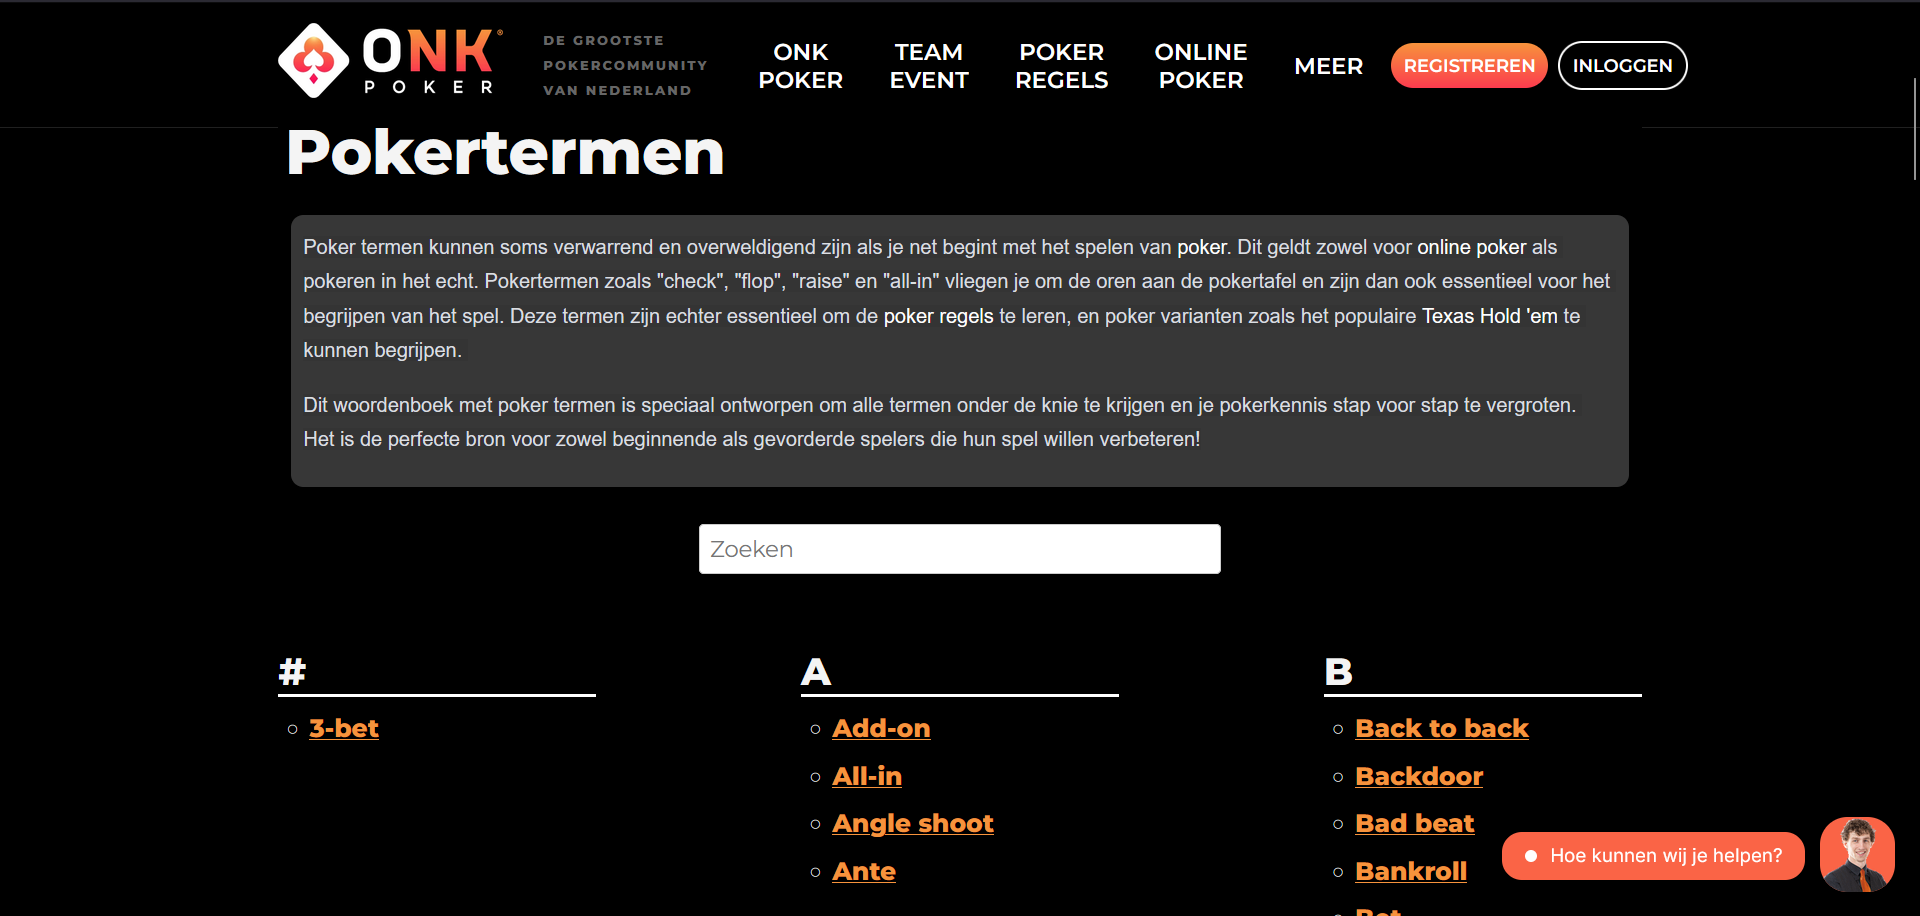 ONK
POKER
DE GROOTSTE
POKERCOMMUNITY
VAN NEDERLAND
ONK
POKER
TEAM
EVENT
POKER
REGELS
ONLINE
POKER
MEER
REGISTREREN
INLOGGEN
Pokertermen
Poker termen kunnen soms verwarrend en overweldigend zijn als je net begint met het spelen van poker. Dit geldt zowel voor online poker als
pokeren in het echt. Pokertermen zoals "check", "flop", "raise" en "all-in" vliegen je om de oren aan de pokertafel en zijn dan ook essentieel voor het
begrijpen van het spel. Deze termen zijn echter essentieel om de poker regels te leren, en poker varianten zoals het populaire Texas Hold 'em te
kunnen begrijpen.
Dit woordenboek met poker termen is speciaal ontworpen om alle termen onder de knie te krijgen en je pokerkennis stap voor stap te vergroten.
Het is de perfecte bron voor zowel beginnende als gevorderde spelers die hun spel willen verbeteren!
Zoeken
#
3-bet
A
Add-on
All-in
Angle shoot
Ante
B
Back to back
Backdoor
Bad beat
Bankroll
Bet
Hoe kunnen wij je helpen?